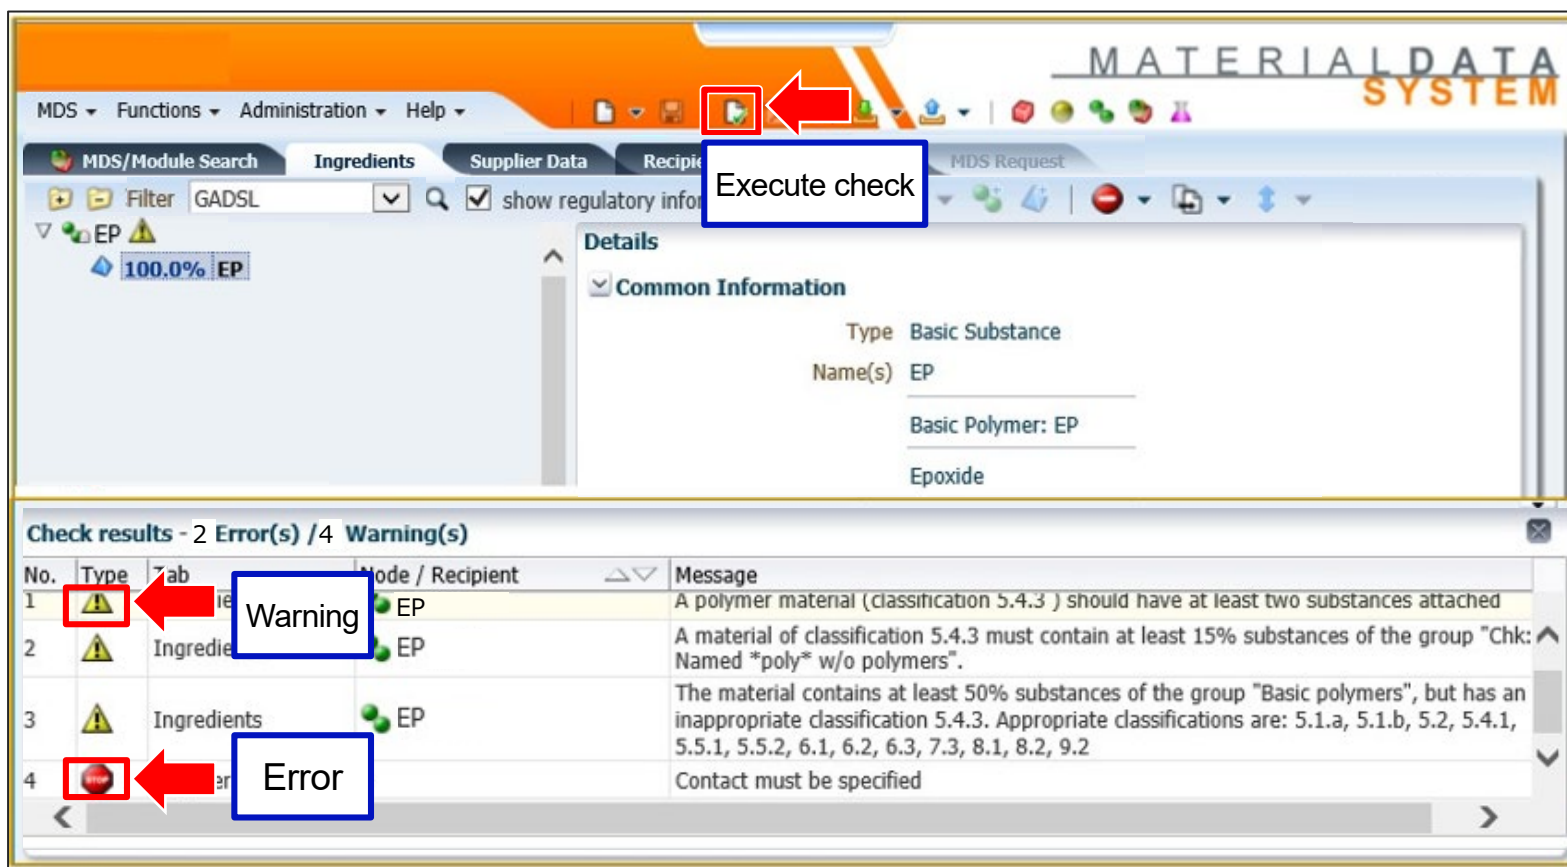 MATERIALDATA
SYSTEM
MDS Functions Administration Help
MDS/Module Search Ingredients Supplier Data Recipie MDS Request
Execute check
Filter GADSL show regulatory infor
EP
100.0% EP
Details
Common Information
Type Basic Substance
Name(s) EP
Basic Polymer: EP
Epoxide
Check results - 2 Error(s) /4 Warning(s)
No. Type Tab Node / Recipient Message
1 Warning EP A polymer material (classification 5.4.3 ) should have at least two substances attached
2 Ingredie EP A material of classification 5.4.3 must contain at least 15% substances of the group "Chk:
Named *poly* w/o polymers".
3 Ingredients EP The material contains at least 50% substances of the group "Basic polymers", but has an
inappropriate classification 5.4.3. Appropriate classifications are: 5.1.a, 5.1.b, 5.2, 5.4.1,
5.5.1, 5.5.2, 6.1, 6.2, 6.3, 7.3, 8.1, 8.2, 9.2
4 STOP Error Contact must be specified